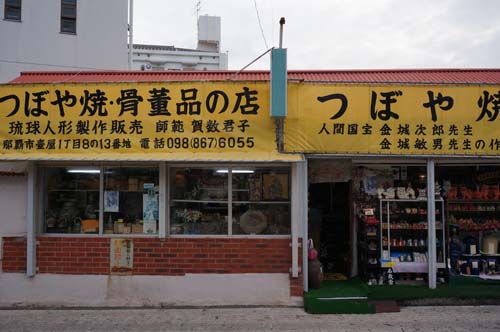 つぼや焼・骨董品の店
琉球人形製作販売 師範 賀数君子
那覇市壷屋1丁目8の13番地 電話098(867)6055
つぼや焼
人間国宝 金城次郎先生
金城敏男先生の作